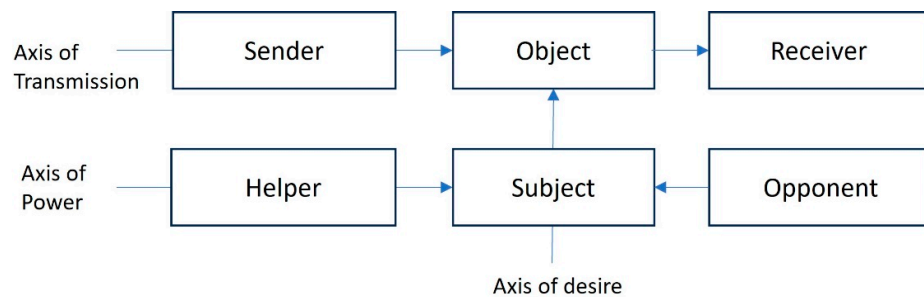 Axis of
Transmission
Sender
Object
Receiver
Axis of
Power
Helper
Subject
Opponent
Axis of desire